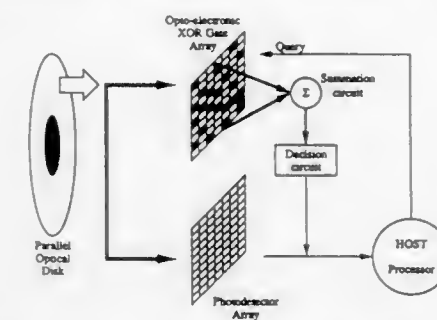 Opto-electronic
XOR Gate
Array
Query
Summation
circuit
Σ
Decision
circuit
Parallel
Optical
Disk
HOST
Processor
Photodetector
Array